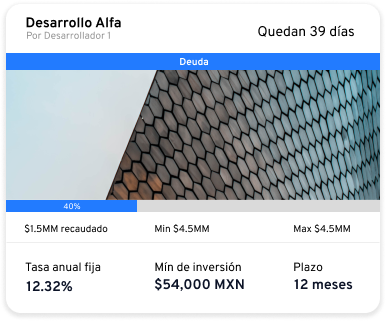 Desarrollo Alfa
Por Desarrollador 1
Quedan 39 días
Deuda
40%
$1.5MM recaudado
Min $4.5MM
Max $4.5MM
Tasa anual fija
12.32%
Mín de inversión
$54,000 MXN
Plazo
12 meses